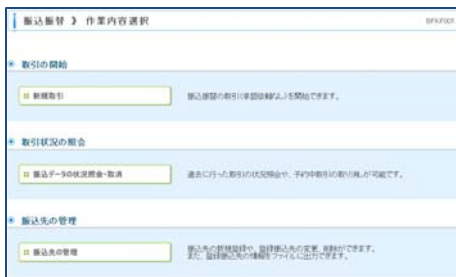 振込振替 》 作業内容選択
BFKF001
取引の開始
新規取引
振込振替の取引(承認依頼なし)を開始できます。
取引状況の照会
振込データの状況照会・取消
過去に行った取引の状況照会や、予約中取引の取り消しが可能です。
振込先の管理
振込先の管理
振込先の新規登録や、登録振込先の変更、削除ができます。
また、登録振込先の情報をファイルに出力できます。